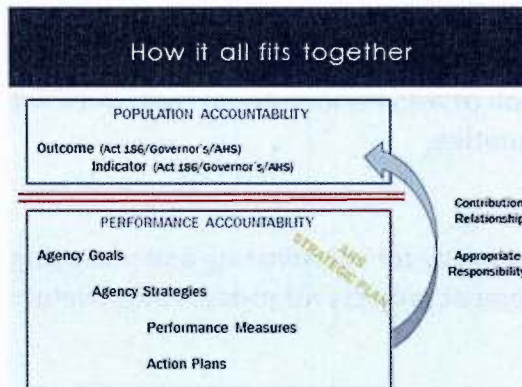 How it all fits together
POPULATION ACCOUNTABILITY
Outcome (Act 186/Governor's/AHS)
Indicator (Act 186/Governor's/AHS)
Contribution
Relationship
PERFORMANCE ACCOUNTABILITY
Agency Goals
AHS
STRATEGIC PLAN
Appropriate
Responsibility
Agency Strategies
Performance Measures
Action Plans